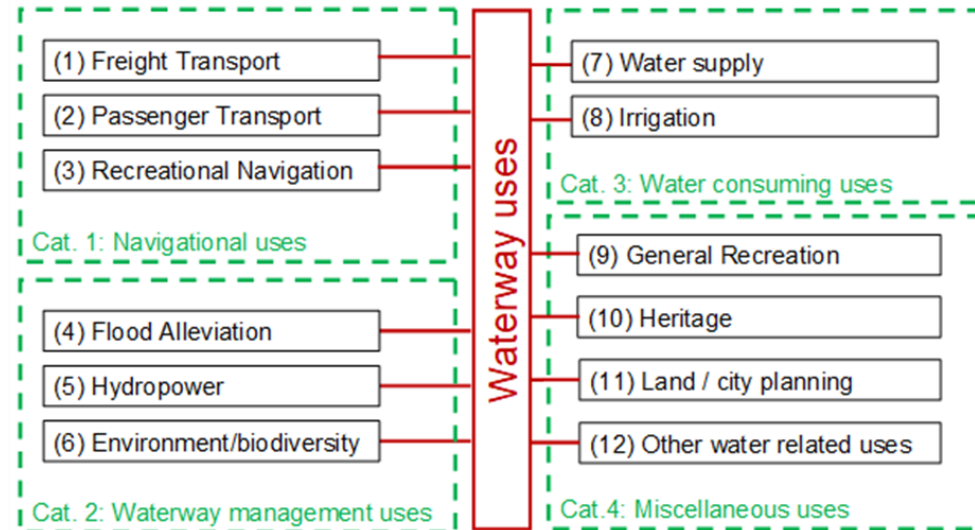 (1) Freight Transport
(2) Passenger Transport
(3) Recreational Navigation
Cat. 1: Navigational uses
(4) Flood Alleviation
(5) Hydropower
(6) Environment/biodiversity
Cat. 2: Waterway management uses
Waterway uses
(7) Water supply
(8) Irrigation
Cat. 3: Water consuming uses
(9) General Recreation
(10) Heritage
(11) Land / city planning
(12) Other water related uses
Cat.4: Miscellaneous uses